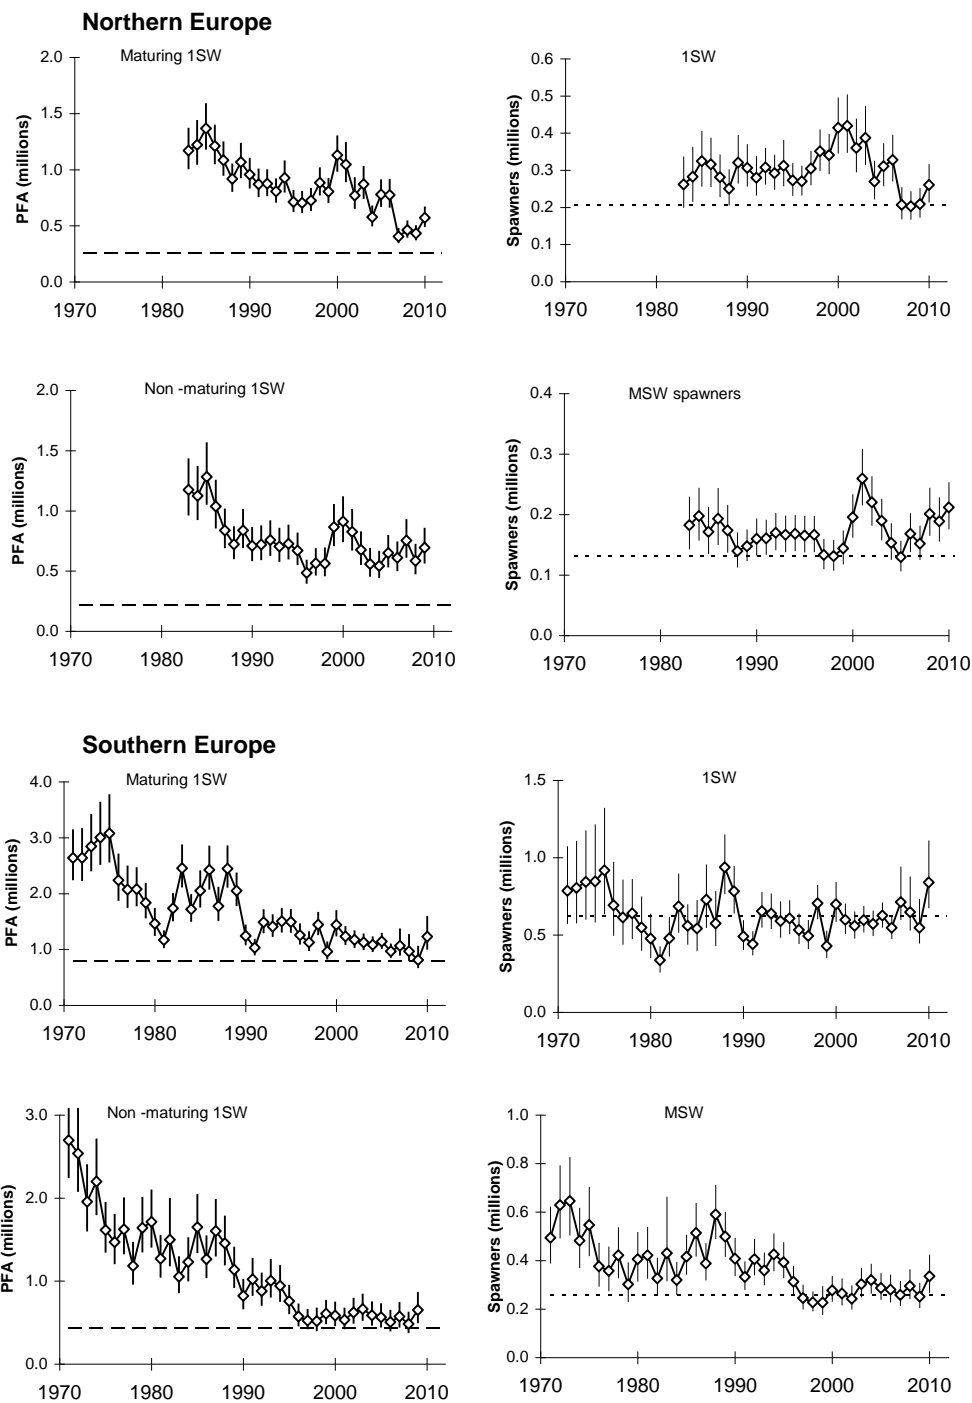 Northern Europe
Maturing 1SW
PFA (millions)
2.0
1.5
1.0
0.5
0.0
1970 1980 1990 2000 2010
1SW
Spawners (millions)
0.6
0.5
0.4
0.3
0.2
0.1
0.0
1970 1980 1990 2000 2010
Non -maturing 1SW
PFA (millions)
2.0
1.5
1.0
0.5
0.0
1970 1980 1990 2000 2010
MSW spawners
Spawners (millions)
0.4
0.3
0.2
0.1
0.0
1970 1980 1990 2000 2010
Southern Europe
Maturing 1SW
PFA (millions)
4.0
3.0
2.0
1.0
0.0
1970 1980 1990 2000 2010
1SW
Spawners (millions)
1.5
1.0
0.5
0.0
1970 1980 1990 2000 2010
Non -maturing 1SW
PFA (millions)
3.0
2.0
1.0
0.0
1970 1980 1990 2000 2010
MSW
Spawners (millions)
1.0
0.8
0.6
0.4
0.2
0.0
1970 1980 1990 2000 2010